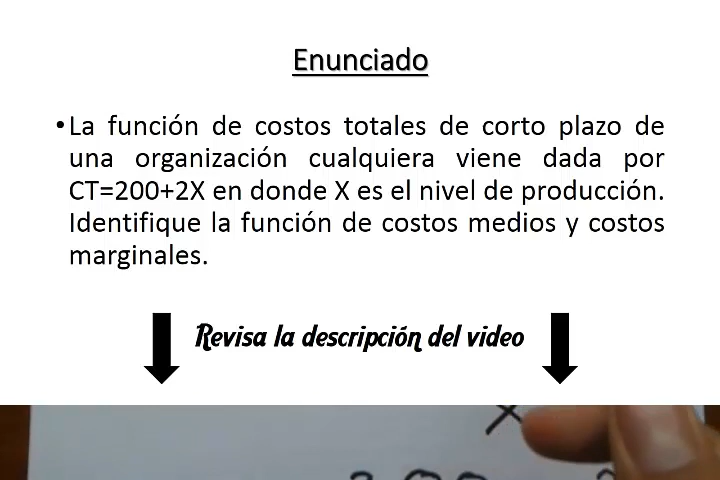 Enunciado
•La función de costos totales de corto plazo de
una organización cualquiera viene dada por
CT=200+2X en donde X es el nivel de producción.
Identifique la función de costos medios y costos
marginales.
Revisa la descripción del video
X